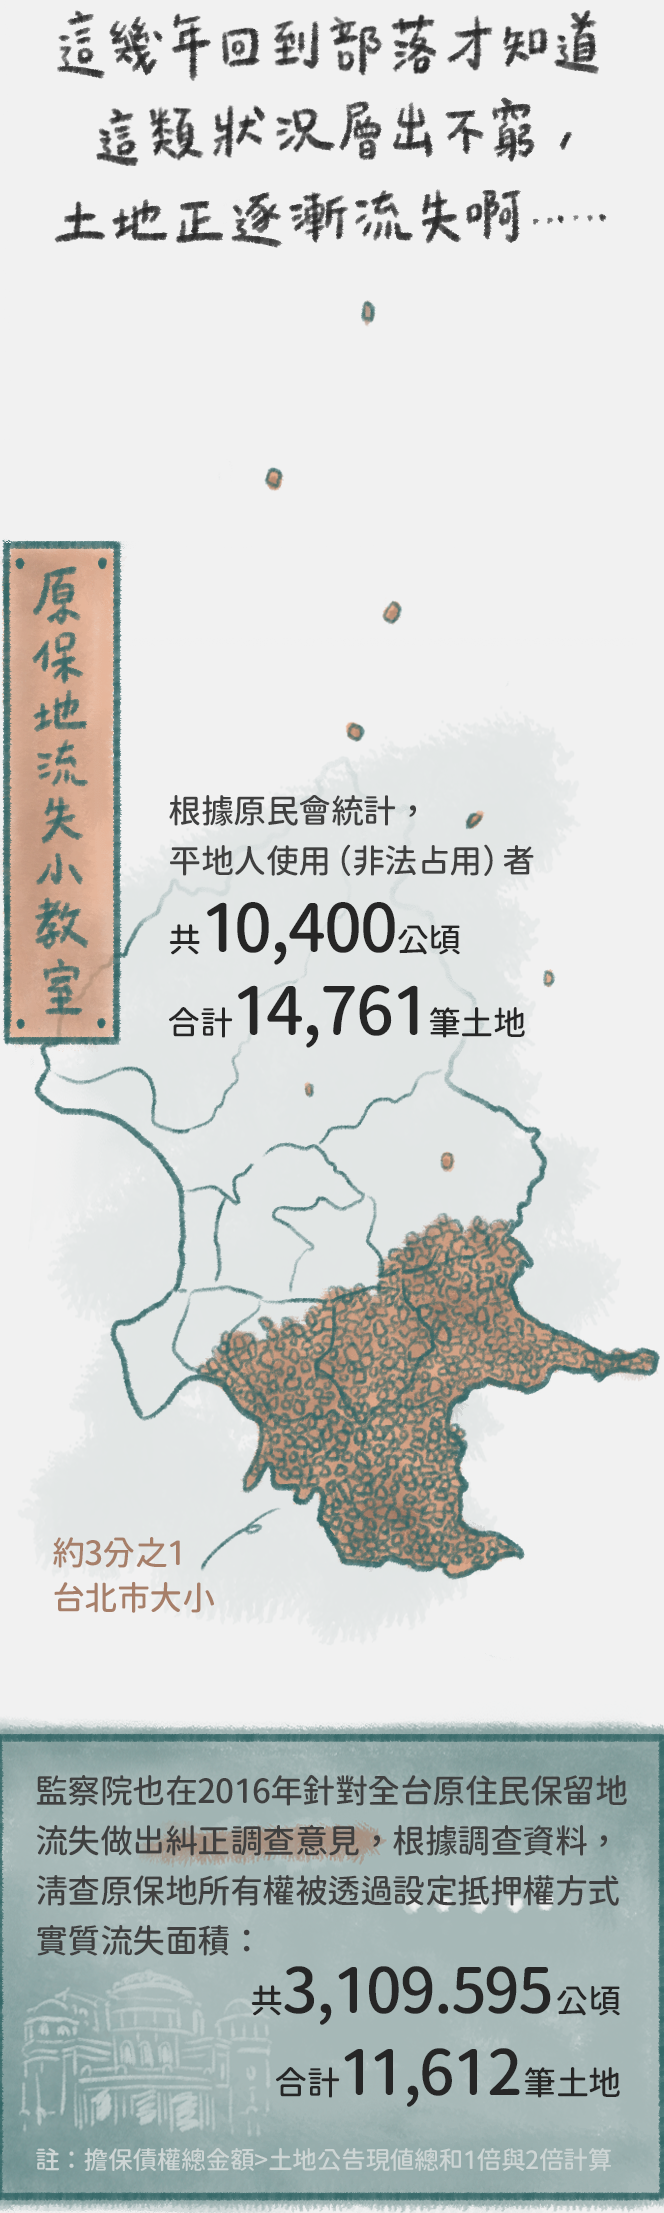 這幾年回到部落才知道
這類狀況層出不窮，
土地正逐漸流失啊……
原保地流失小教室
根據原民會統計，
平地人使用（非法占用）者
共10,400公頃
合計14,761筆土地
約3分之1
台北市大小
監察院也在2016年針對全台原住民保留地
流失做出糾正調查意見，根據調查資料，
清查原保地所有權被透過設定抵押權方式
實質流失面積：
共3,109.595公頃
合計11,612筆土地
註：擔保債權總金額>土地公告現值總和1倍與2倍計算